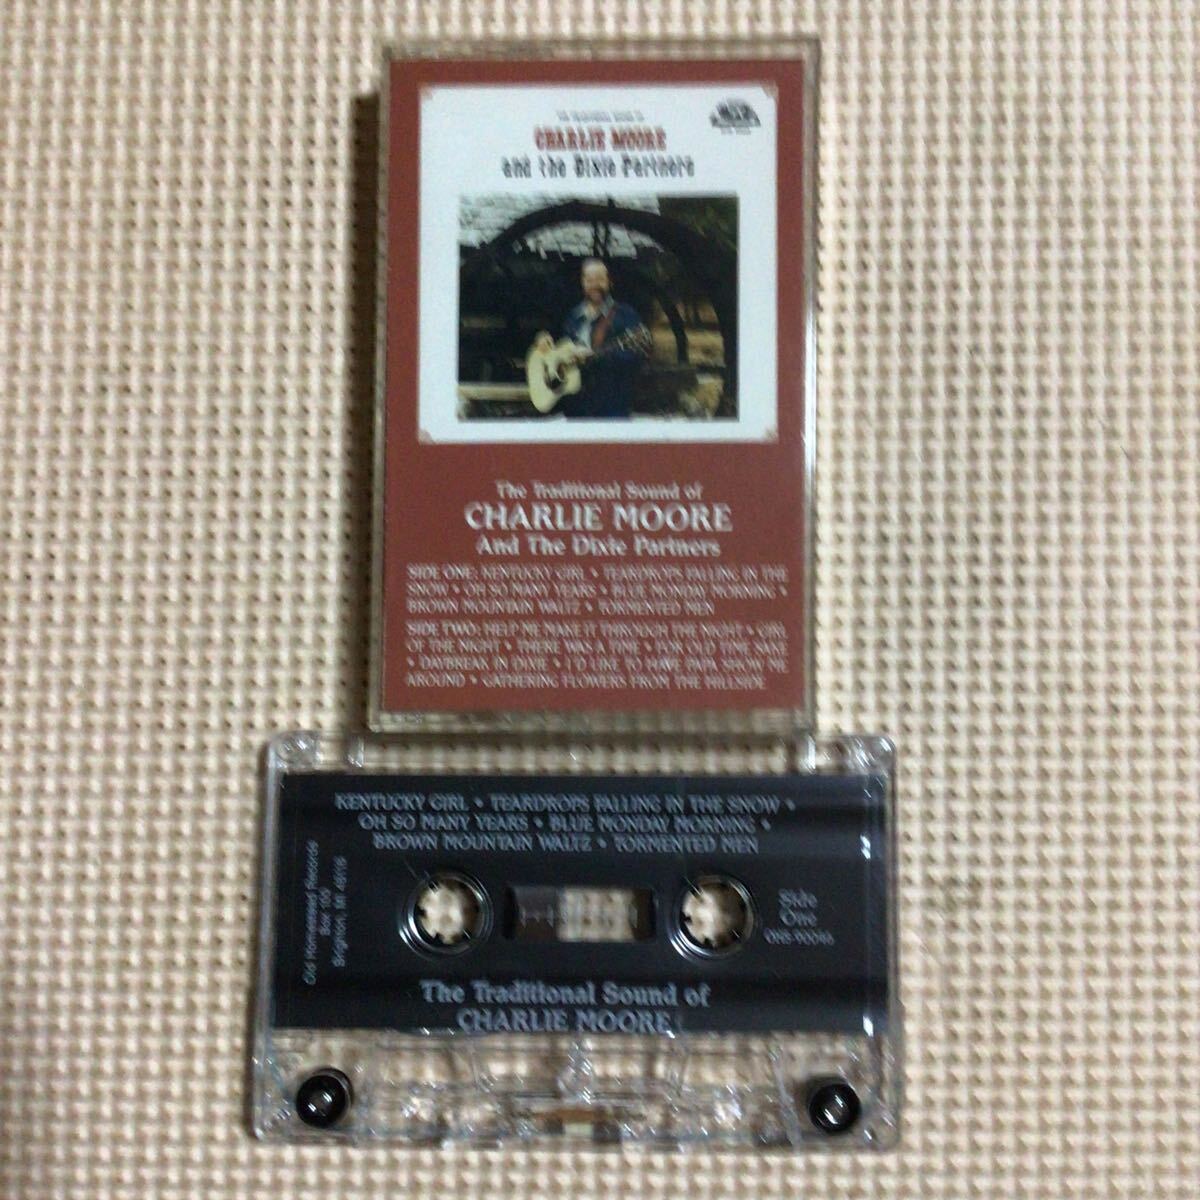 CHARLIE MOORE
and the Dixie Partners
The Traditional Sound of
CHARLIE MOORE
And The Dixie Partners
SIDE ONE: KENTUCKY GIRL • TEARDROPS FALLING IN THE
SNOW • OH SO MANY YEARS • BLUE MONDAY MORNING •
BROWN MOUNTAIN WALTZ • TORMENTED MEN
SIDE TWO: HELP ME MAKE IT THROUGH THE NIGHT • GIRL
OF THE NIGHT • THERE WAS A TIME • FOR OLD TIME SAKE
• DAYBREAK IN DIXIE • I'D LIKE TO HAVE PAPA SHOW ME
AROUND • GATHERING FLOWERS FROM THE HILLSIDE
KENTUCKY GIRL • TEARDROPS FALLING IN THE SNOW •
OH SO MANY YEARS • BLUE MONDAY MORNING •
BROWN MOUNTAIN WALTZ • TORMENTED MEN
Old Homestead Records
Box 100
Brighton, MI 48116
Side
One
OHS-90046
The Traditional Sound of
CHARLIE MOORE